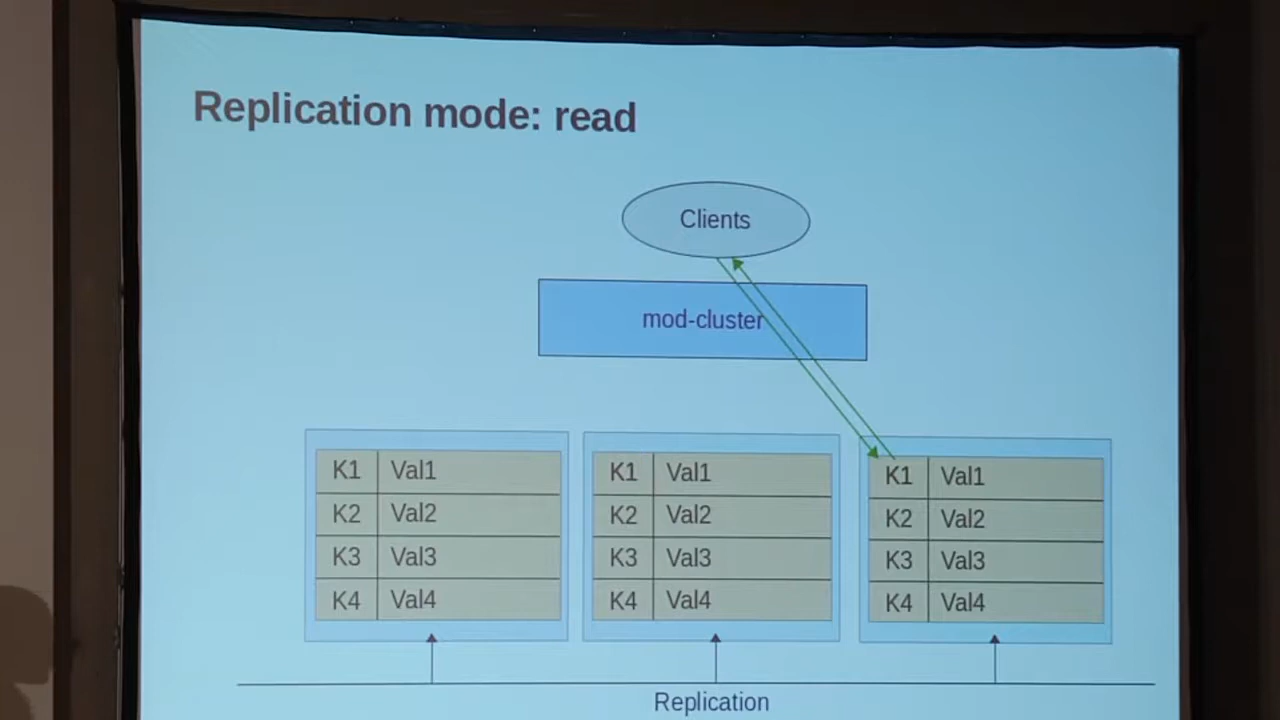 Replication mode: read
Clients
mod-cluster
K1 Val1
K2 Val2
K3 Val3
K4 Val4
K1 Val1
K2 Val2
K3 Val3
K4 Val4
K1 Val1
K2 Val2
K3 Val3
K4 Val4
Replication